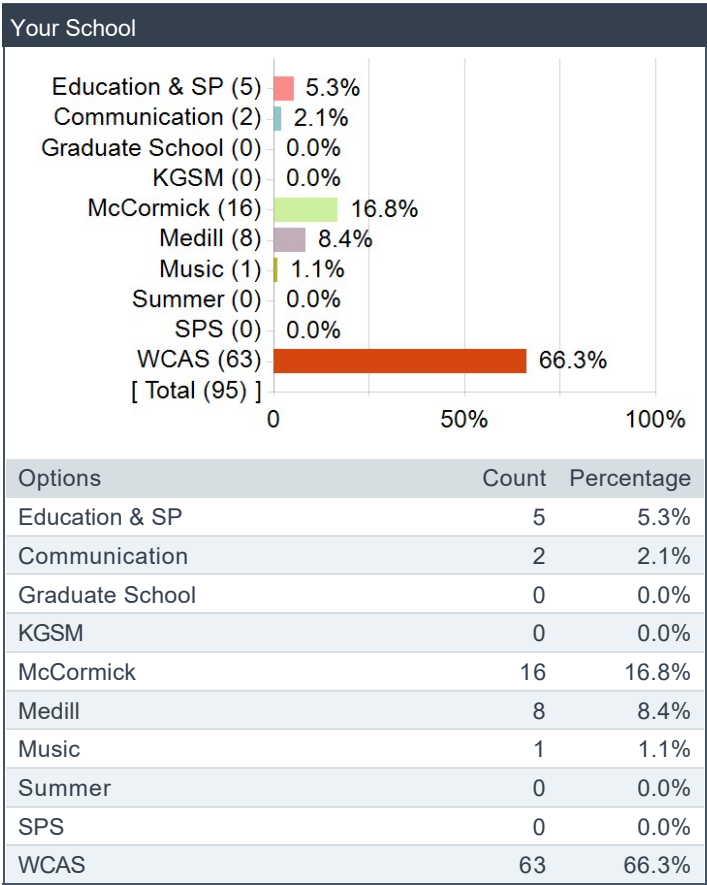 Your School
Education & SP (5) 5.3%
Communication (2) 2.1%
Graduate School (0) 0.0%
KGSM (0) 0.0%
McCormick (16) 16.8%
Medill (8) 8.4%
Music (1) 1.1%
Summer (0) 0.0%
SPS (0) 0.0%
WCAS (63) 66.3%
[ Total (95) ]
0 50% 100%
Options Count Percentage
Education & SP 5 5.3%
Communication 2 2.1%
Graduate School 0 0.0%
KGSM 0 0.0%
McCormick 16 16.8%
Medill 8 8.4%
Music 1 1.1%
Summer 0 0.0%
SPS 0 0.0%
WCAS 63 66.3%